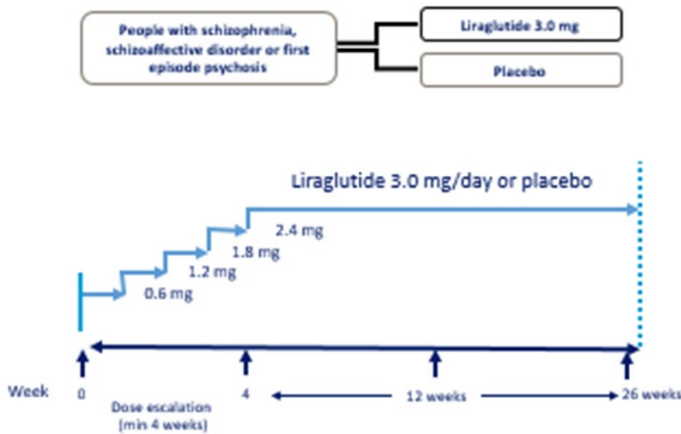 People with schizophrenia,
schizoaffective disorder or first
episode psychosis
Liraglutide 3.0 mg
Placebo
Liraglutide 3.0 mg/day or placebo
2.4 mg
1.8 mg
1.2 mg
0.6 mg
Week 0 4 12 weeks 26 weeks
Dose escalation
(min 4 weeks)